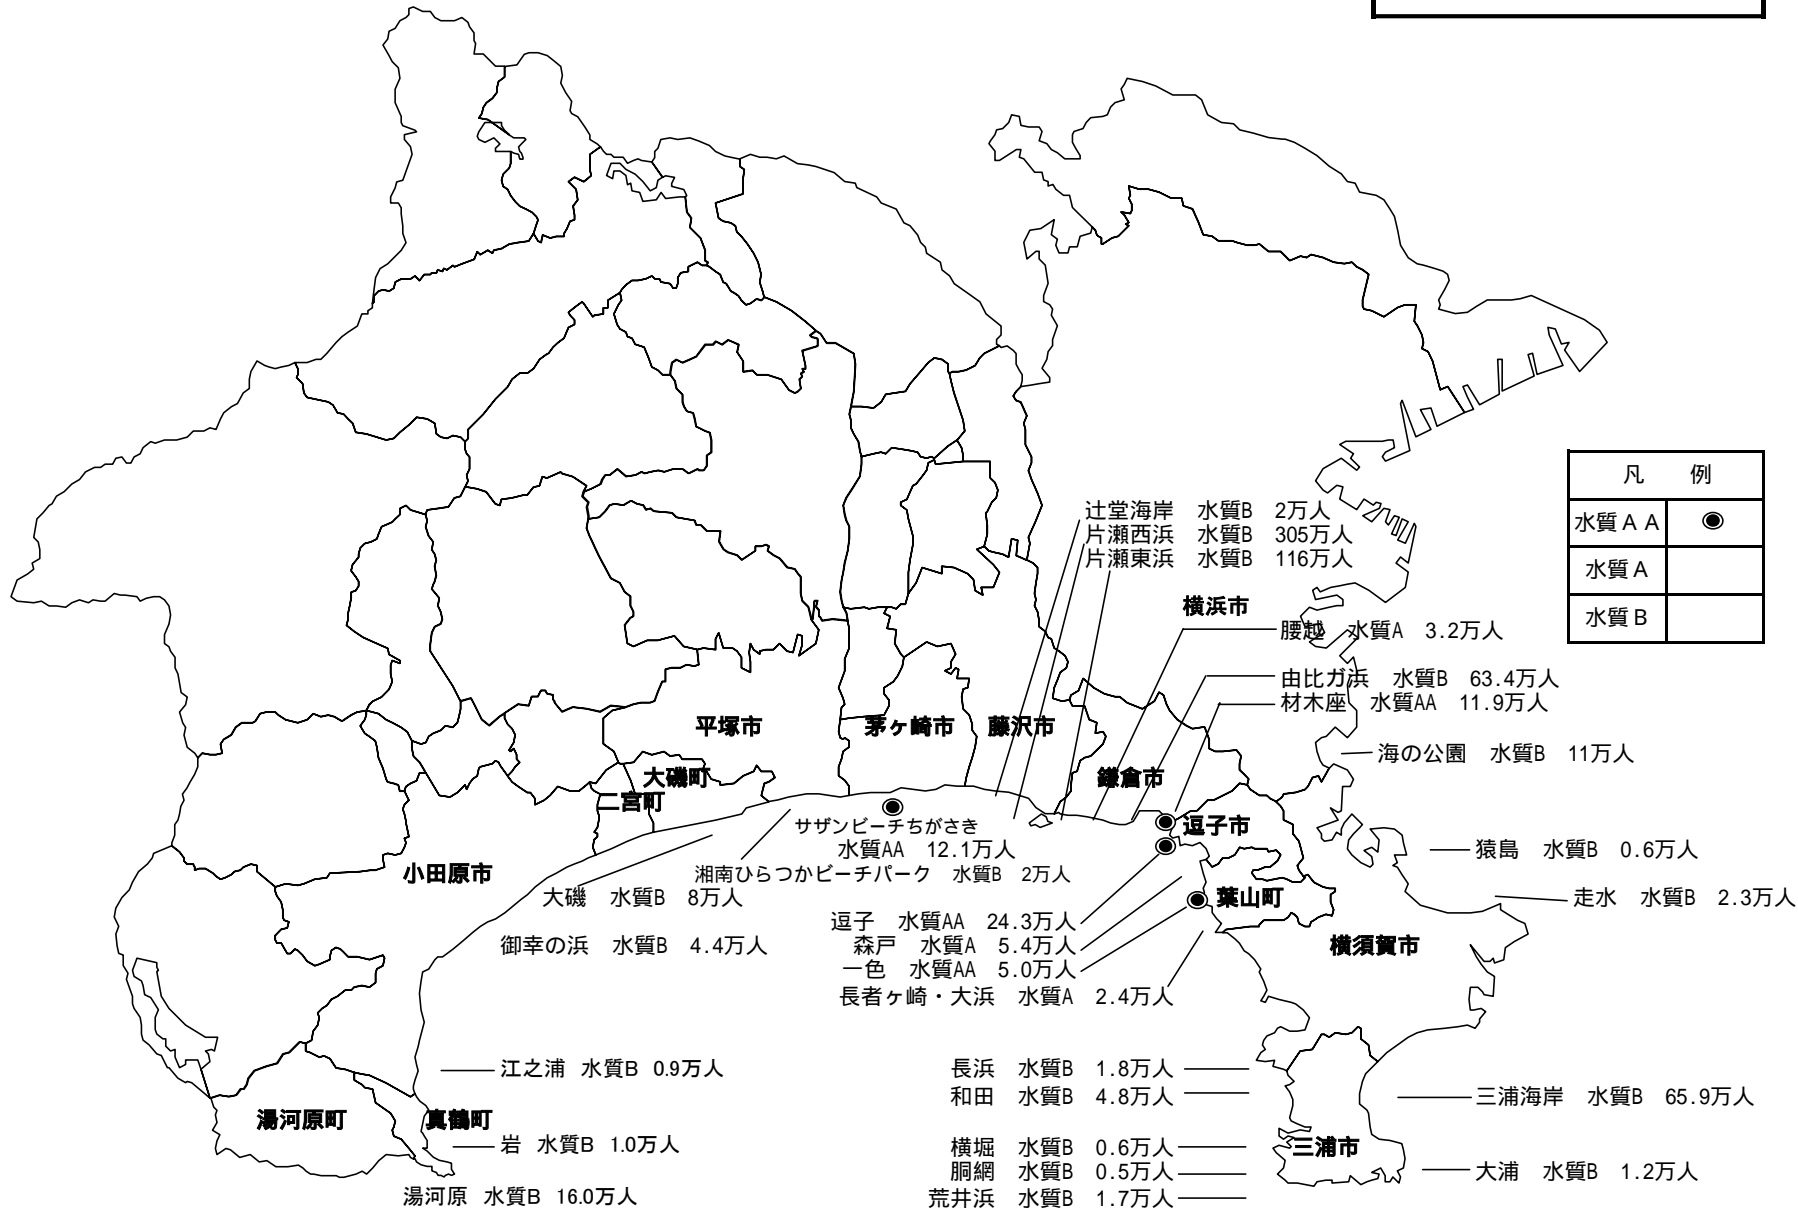 凡　例
水質ＡＡ　◉
水質Ａ
水質Ｂ
辻堂海岸　水質B　2万人
片瀬西浜　水質B　305万人
片瀬東浜　水質B　116万人
横浜市
腰越　水質A　3.2万人
由比ガ浜　水質B　63.4万人
材木座　水質AA　11.9万人
平塚市
茅ヶ崎市
藤沢市
海の公園　水質B　11万人
大磯町
鎌倉市
二宮町
サザンビーチちがさき
水質AA　12.1万人
逗子市
猿島　水質B　0.6万人
小田原市
湘南ひらつかビーチパーク　水質B　2万人
大磯　水質B　8万人
葉山町
走水　水質B　2.3万人
逗子　水質AA　24.3万人
御幸の浜　水質B　4.4万人
森戸　水質A　5.4万人
横須賀市
一色　水質AA　5.0万人
長者ヶ崎・大浜　水質A　2.4万人
江之浦　水質B　0.9万人
長浜　水質B　1.8万人
和田　水質B　4.8万人
三浦海岸　水質B　65.9万人
湯河原町
真鶴町
岩　水質B　1.0万人
横堀　水質B　0.6万人
三浦市
胴網　水質B　0.5万人
大浦　水質B　1.2万人
湯河原　水質B　16.0万人
荒井浜　水質B　1.7万人